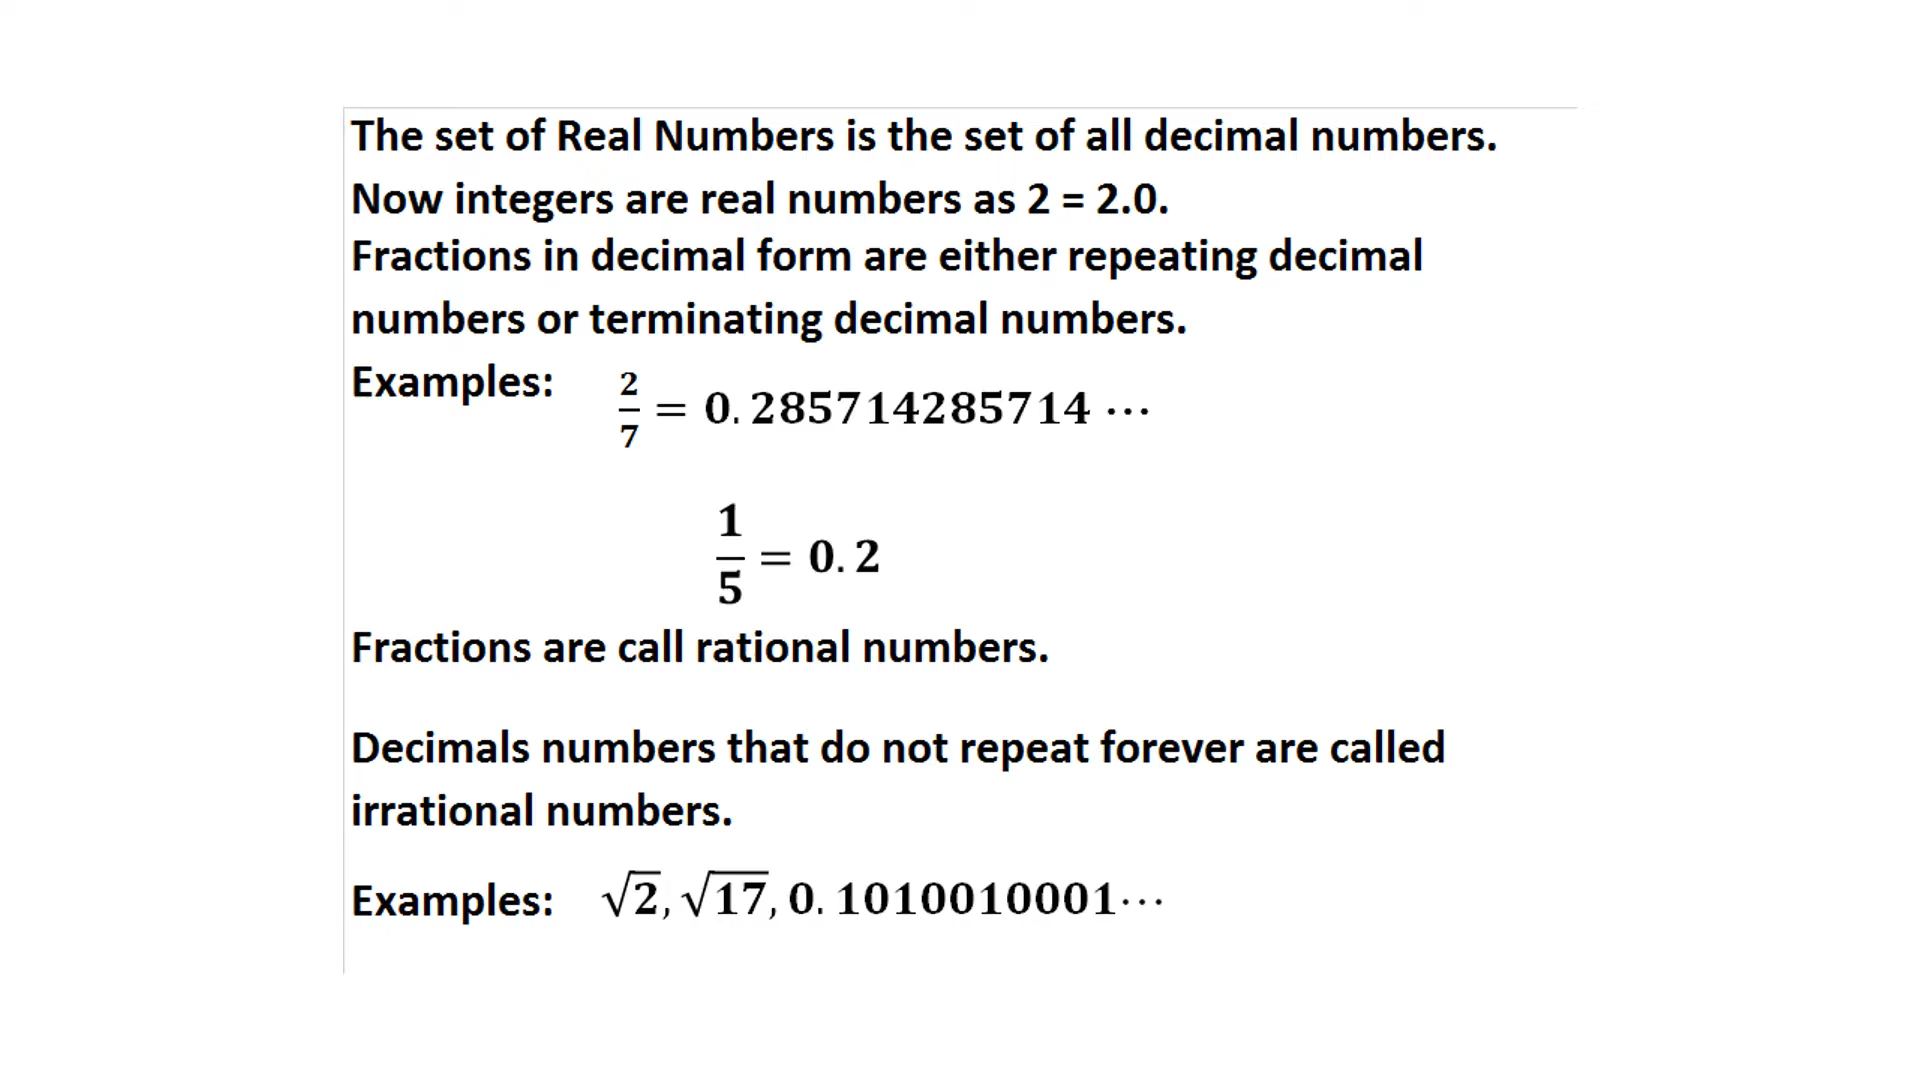 The set of Real Numbers is the set of all decimal numbers.
Now integers are real numbers as 2 = 2.0.
Fractions in decimal form are either repeating decimal
numbers or terminating decimal numbers.
Examples: 2/7 = 0.285714285714 ⋯
1/5 = 0.2
Fractions are call rational numbers.
Decimals numbers that do not repeat forever are called
irrational numbers.
Examples: √2, √17, 0.1010010001⋯